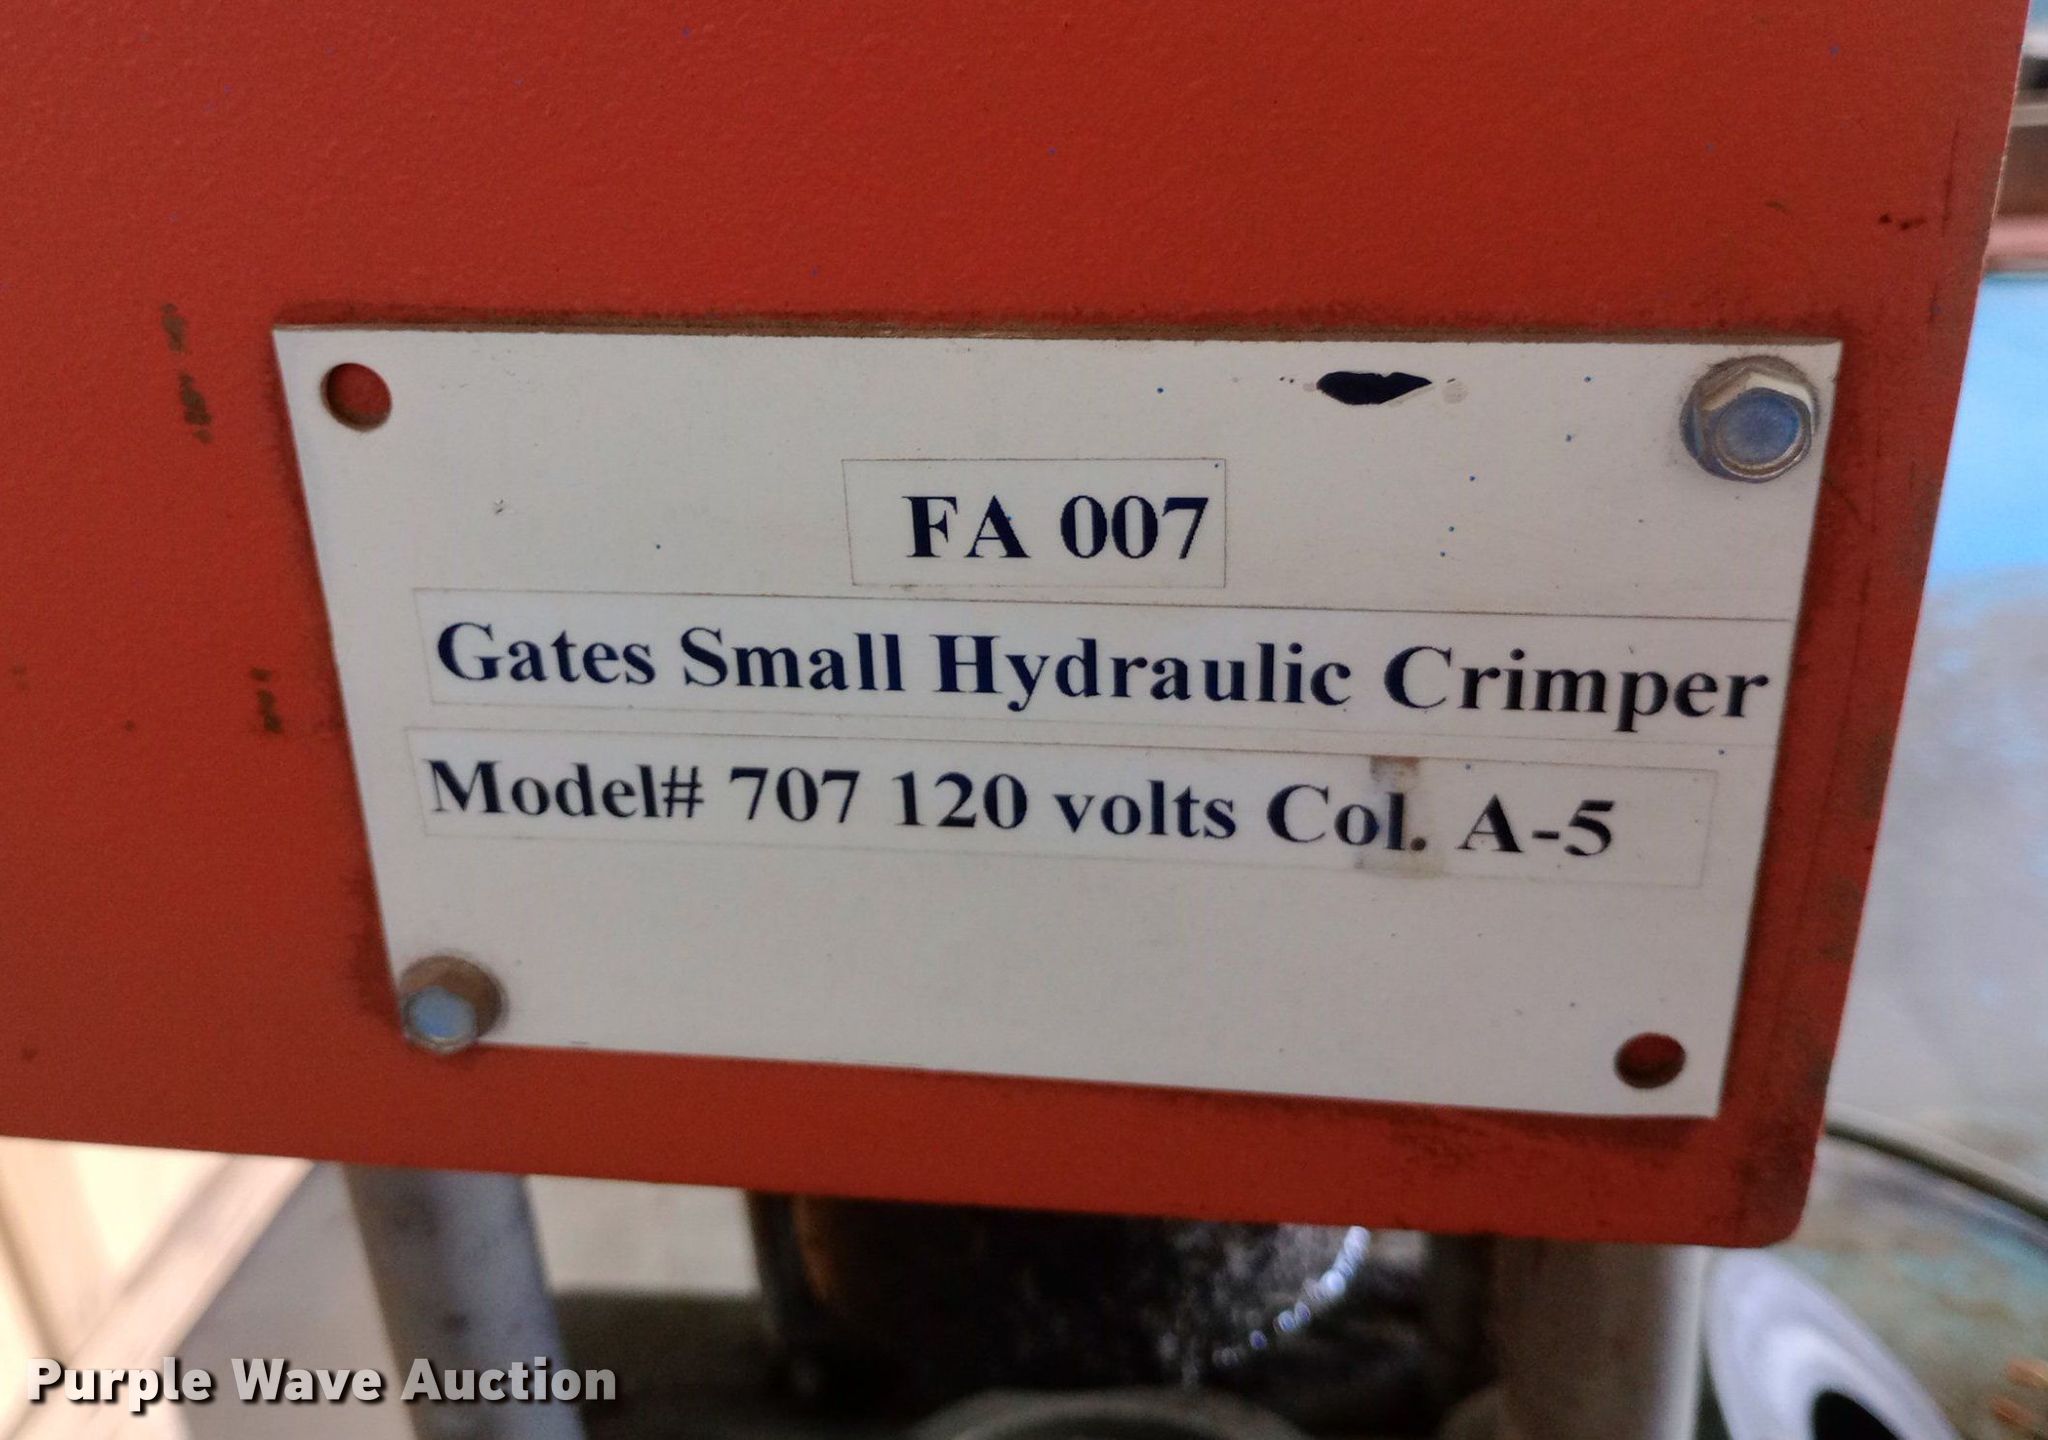 FA 007
Gates Small Hydraulic Crimper
Model# 707 120 volts Col. A-5
Purple Wave Auction